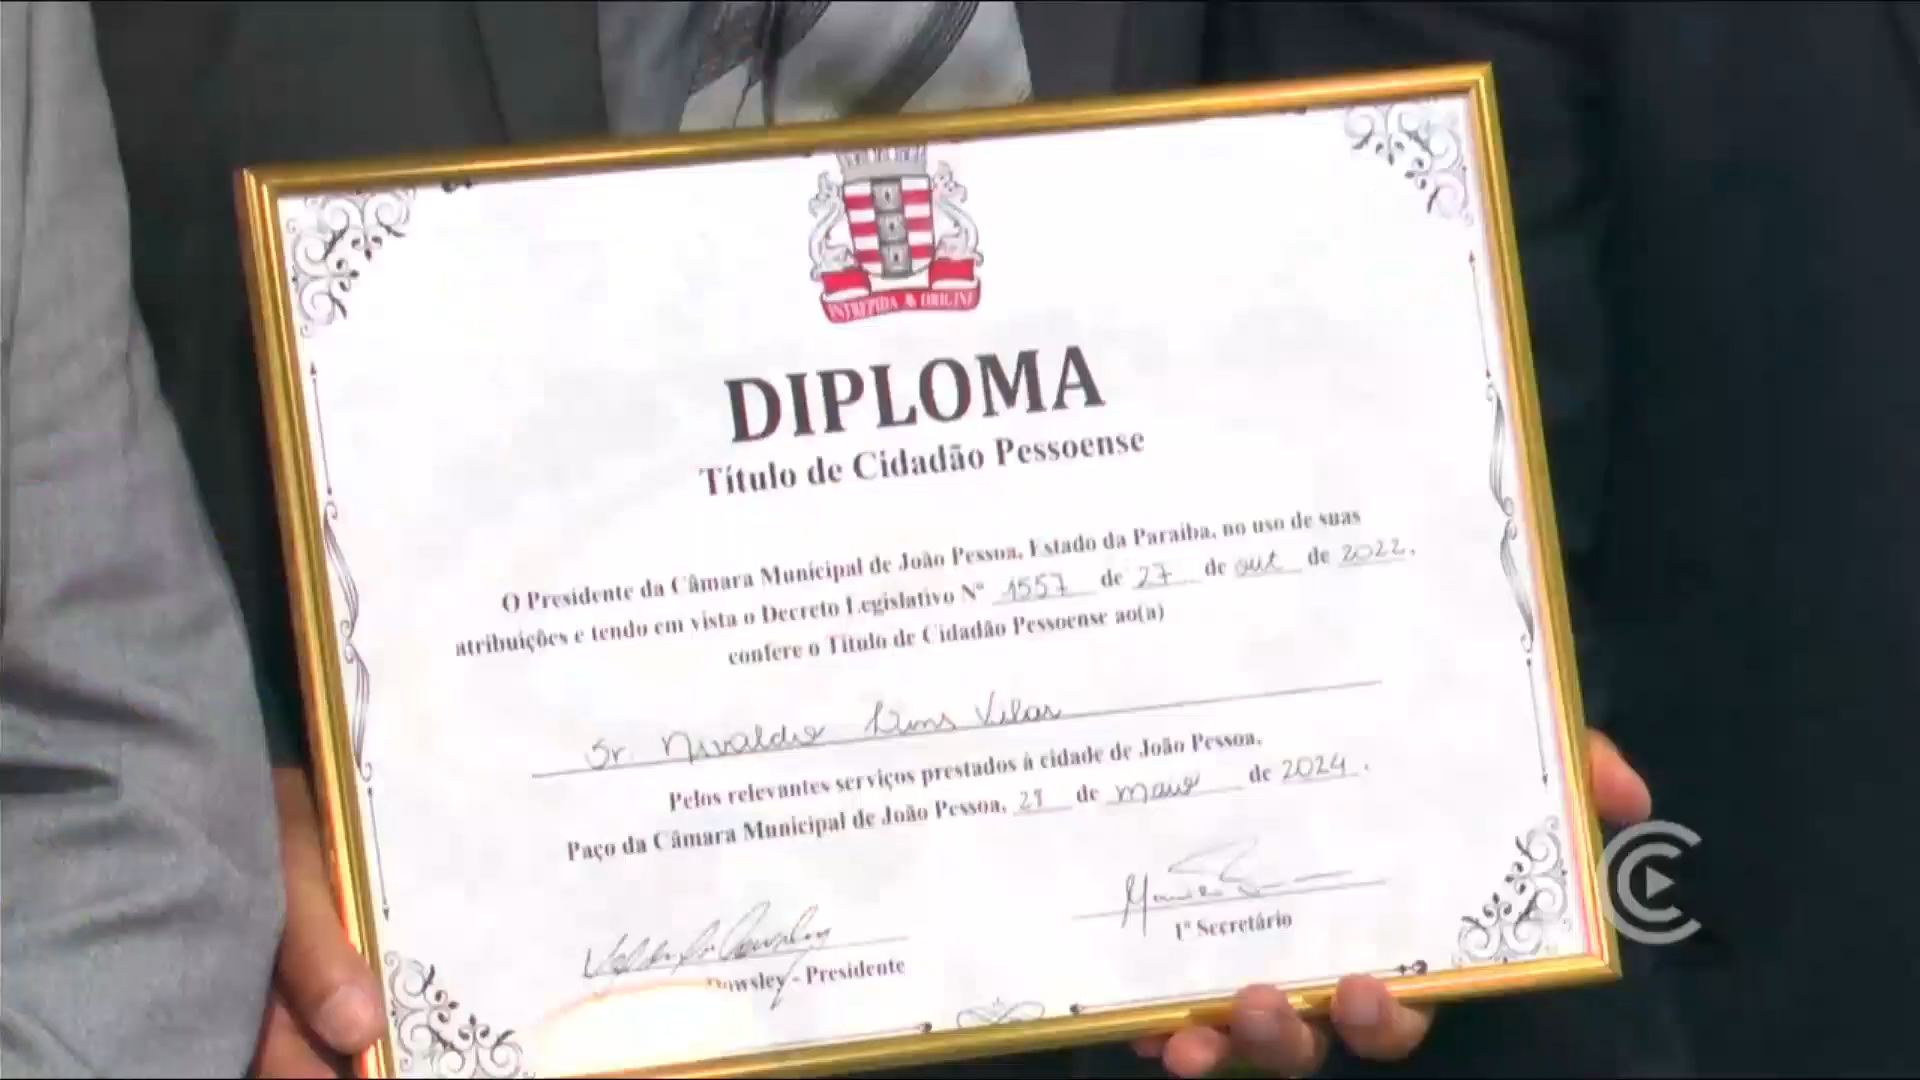 INTREPIDA AB ORIGINE
DIPLOMA
Título de Cidadão Pessoense
O Presidente da Câmara Municipal de João Pessoa, Estado da Paraíba, no uso de suas
atribuições e tendo em vista o Decreto Legislativo Nº 1557 de 27 de out de 2022,
confere o Título de Cidadão Pessoense ao(a)
Sr. Nivaldo Lins Vilar
Pelos relevantes serviços prestados à cidade de João Pessoa.
Paço da Câmara Municipal de João Pessoa, de maio de 2024.
Dowsley - Presidente
1º Secretário